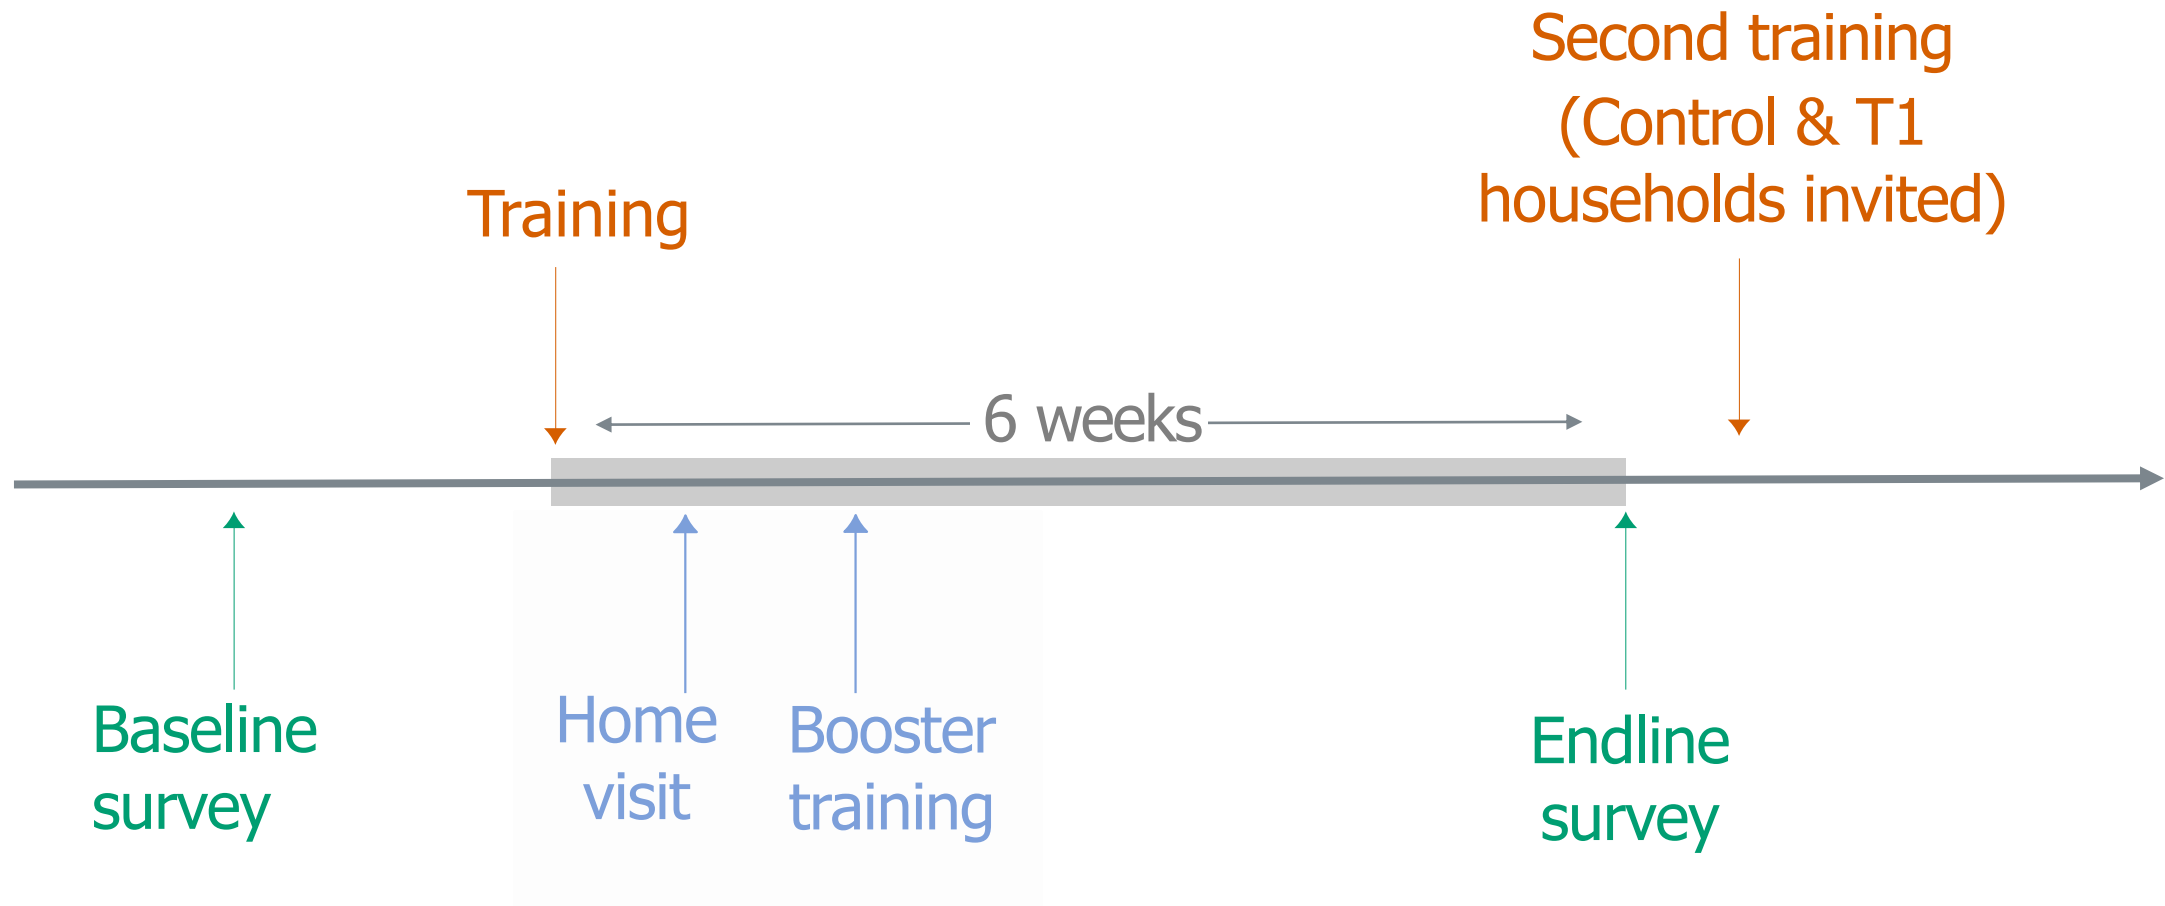 Second training
(Control & T1
households invited)
Training
6 weeks
Baseline
survey
Home
visit
Booster
training
Endline
survey